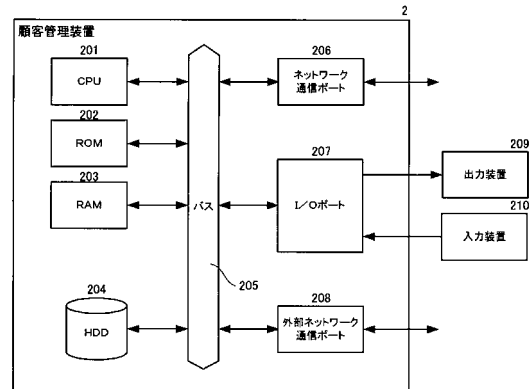 2
顧客管理装置
201
CPU
202
ROM
203
RAM
204
HDD
バス
205
206
ネットワーク
通信ポート
207
I/Oポート
208
外部ネットワーク
通信ポート
209
出力装置
210
入力装置